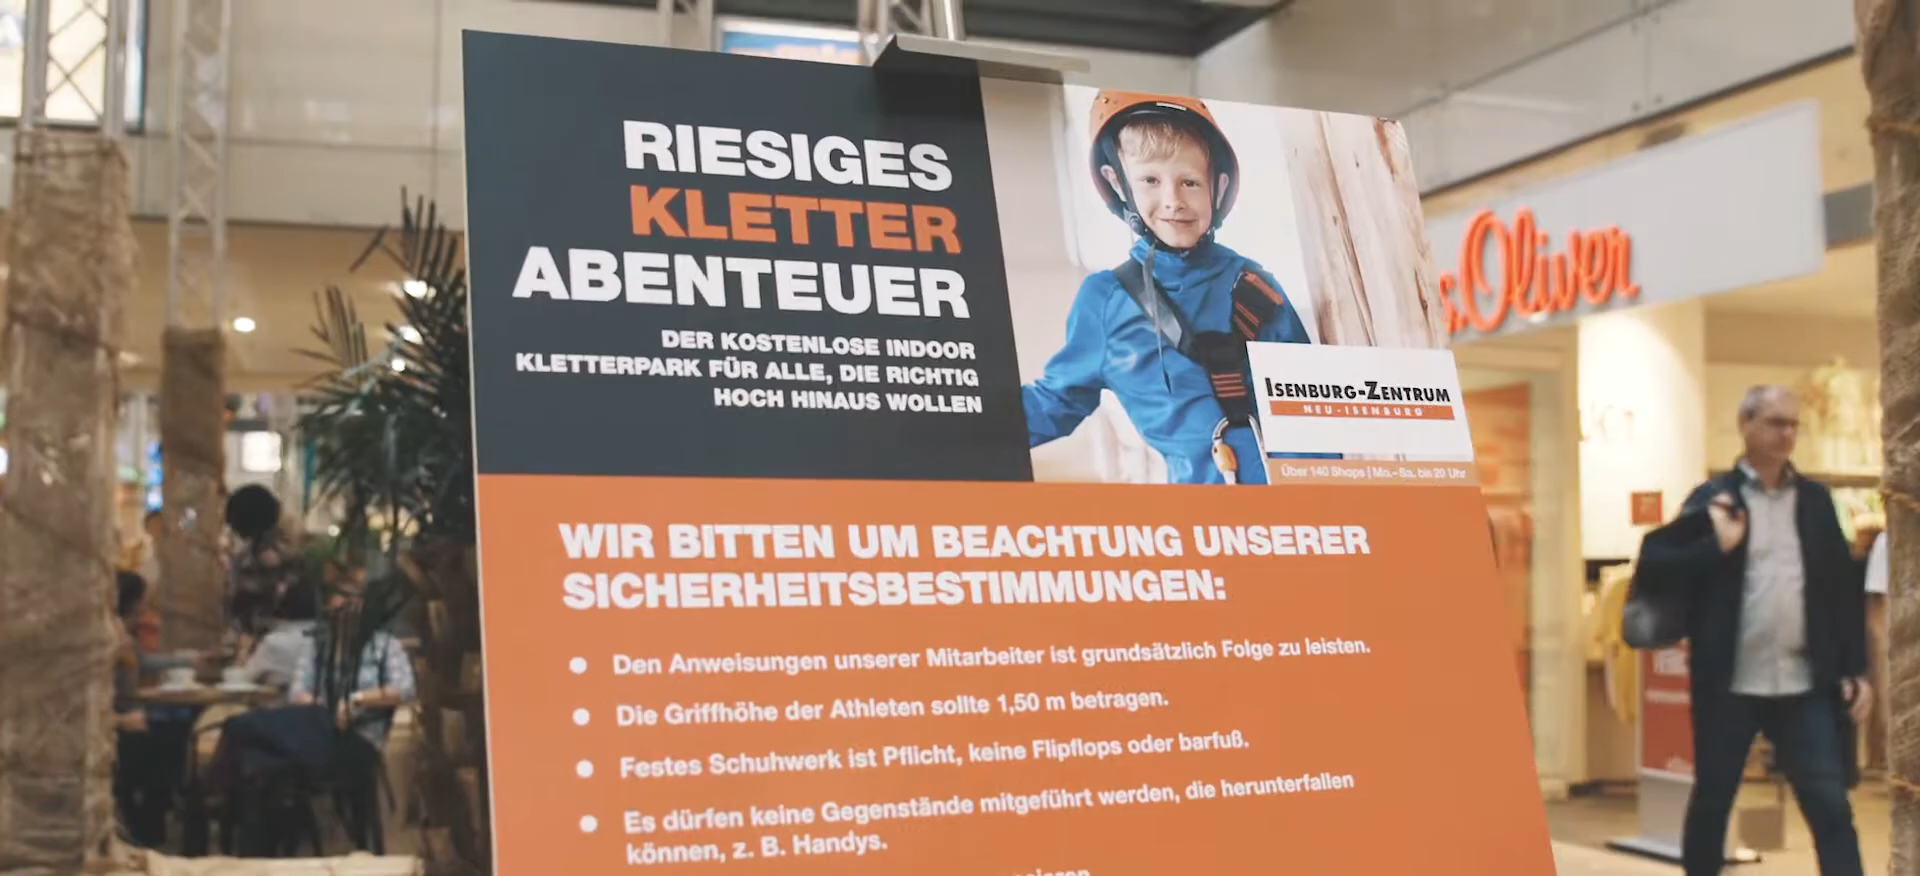 RIESIGES
KLETTER
ABENTEUER
DER KOSTENLOSE INDOOR
KLETTERPARK FÜR ALLE, DIE RICHTIG
HOCH HINAUS WOLLEN
ISENBURG-ZENTRUM
NEU-ISENBURG
Über 140 Shops | Mo.-Sa. bis 20 Uhr
s.Oliver
WIR BITTEN UM BEACHTUNG UNSERER
SICHERHEITSBESTIMMUNGEN:
● Den Anweisungen unserer Mitarbeiter ist grundsätzlich Folge zu leisten.
● Die Griffhöhe der Athleten sollte 1,50 m betragen.
● Festes Schuhwerk ist Pflicht, keine Flipflops oder barfuß.
● Es dürfen keine Gegenstände mitgeführt werden, die herunterfallen
können, z. B. Handys.